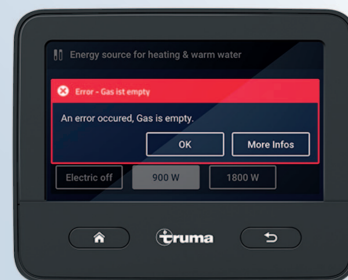 Energy source for heating & warm water
Error - Gas ist empty
An error occured, Gas is empty.
OK
More Infos
Electric off
900 W
1800 W
truma